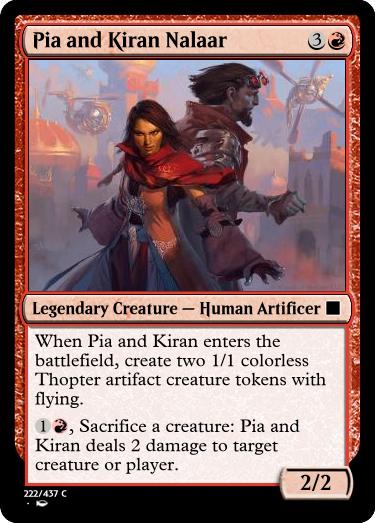 Pia and Kiran Nalaar 3
Legendary Creature — Human Artificer
When Pia and Kiran enters the
battlefield, create two 1/1 colorless
Thopter artifact creature tokens with
flying.
1, Sacrifice a creature: Pia and
Kiran deals 2 damage to target
creature or player.
2/2
222/437 C